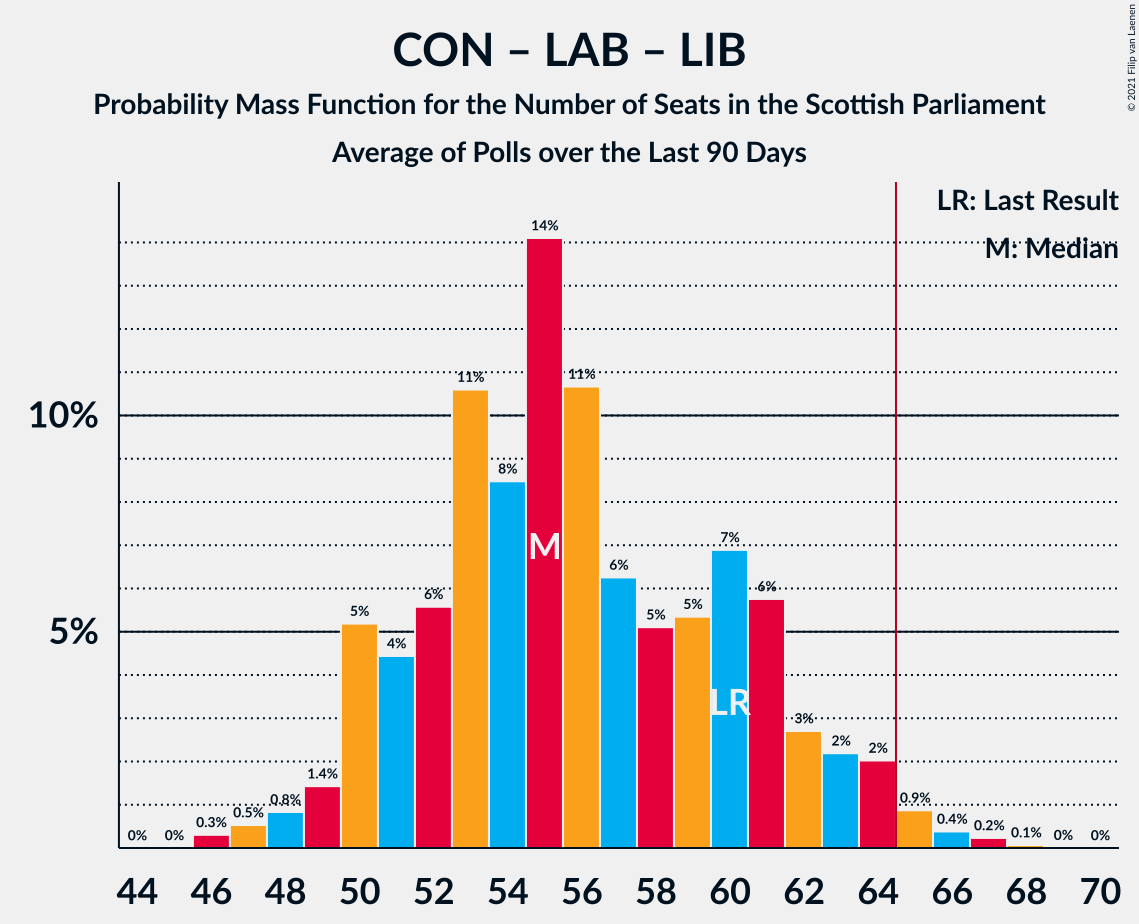 CON – LAB – LIB
Probability Mass Function for the Number of Seats in the Scottish Parliament
Average of Polls over the Last 90 Days
© 2021 Filip van Laenen
LR: Last Result
M: Median
10%
5%
0% 0% 0.3% 0.5% 0.8% 1.4% 5% 4% 6% 11% 8% 14% 11% 6% 5% 5% 7% 6% 3% 2% 2% 0.9% 0.4% 0.2% 0.1% 0% 0%
M
LR
44 46 48 50 52 54 56 58 60 62 64 66 68 70